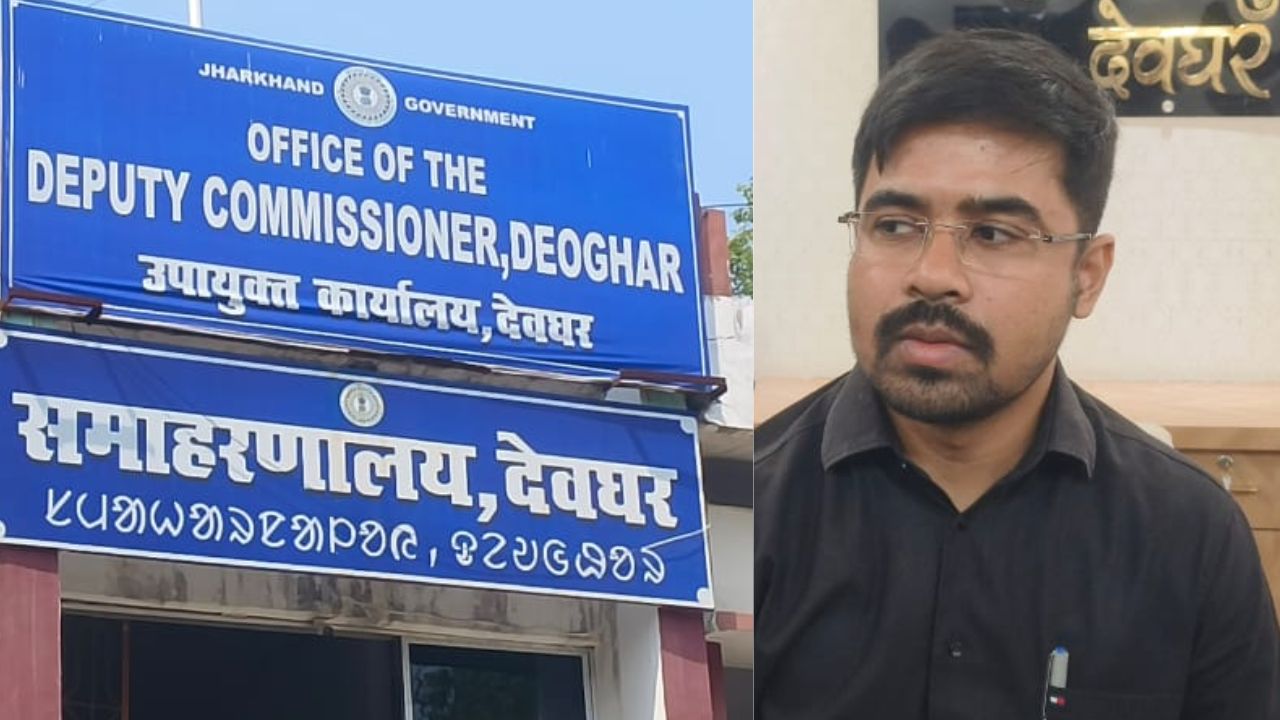 JHARKHAND GOVERNMENT
OFFICE OF THE
DEPUTY COMMISSIONER,DEOGHAR
उपायुक्त कार्यालय,देवघर
समाहरणालय,देवघर
देवघर